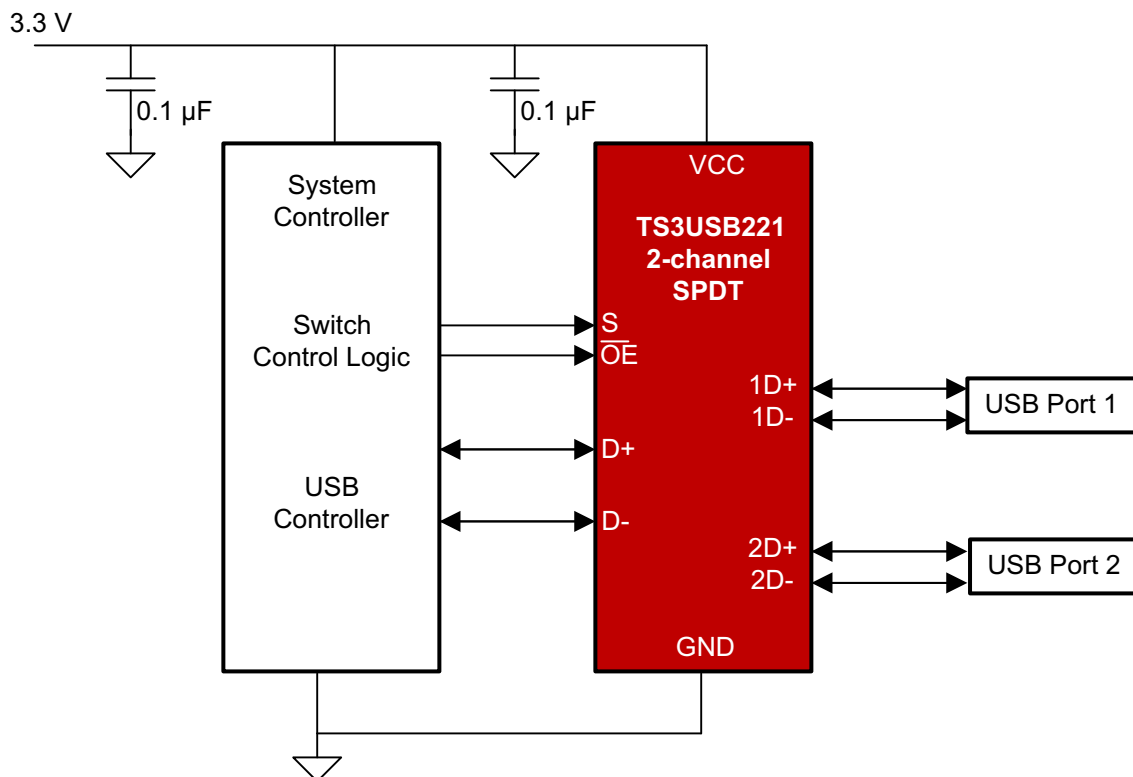 3.3 V
0.1 µF
0.1 µF
System
Controller
Switch
Control Logic
USB
Controller
VCC
TS3USB221
2-channel
SPDT
S
OE
D+
D-
1D+
1D-
2D+
2D-
GND
USB Port 1
USB Port 2